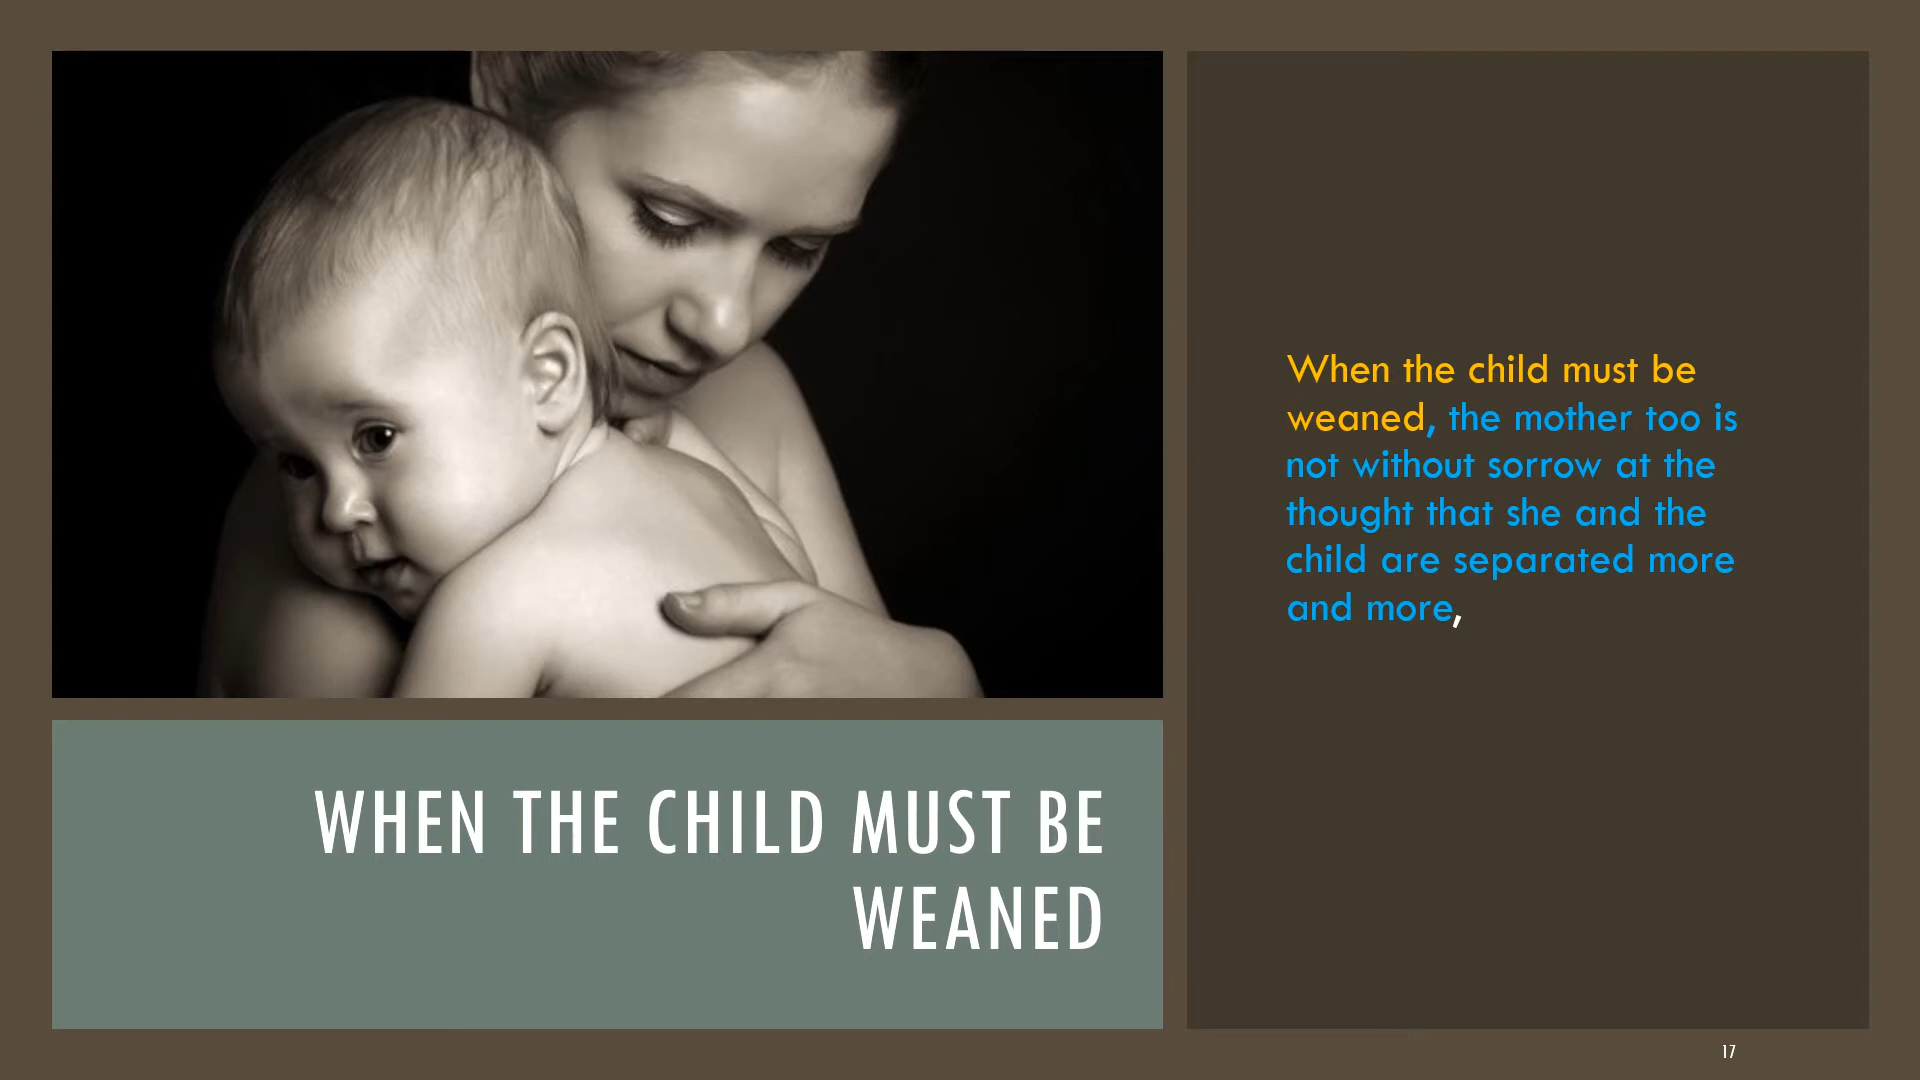 WHEN THE CHILD MUST BE
WEANED
When the child must be
weaned, the mother too is
not without sorrow at the
thought that she and the
child are separated more
and more,
17